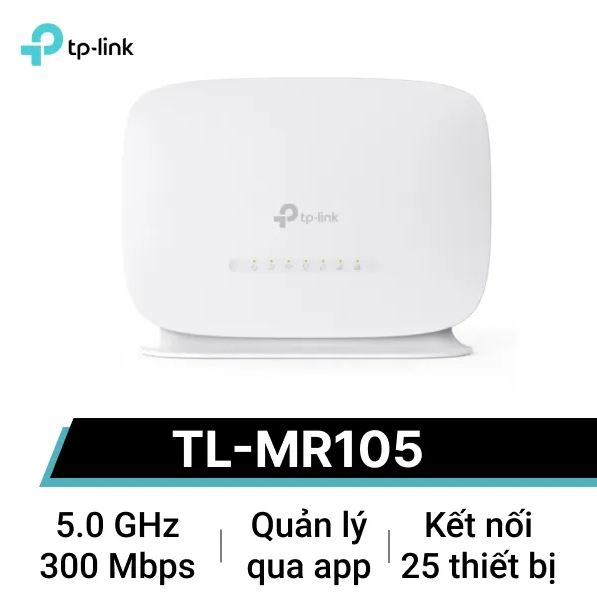 tp-link
tp-link
TL-MR105
5.0 GHz
300 Mbps
Quản lý
qua app
Kết nối
25 thiết bị